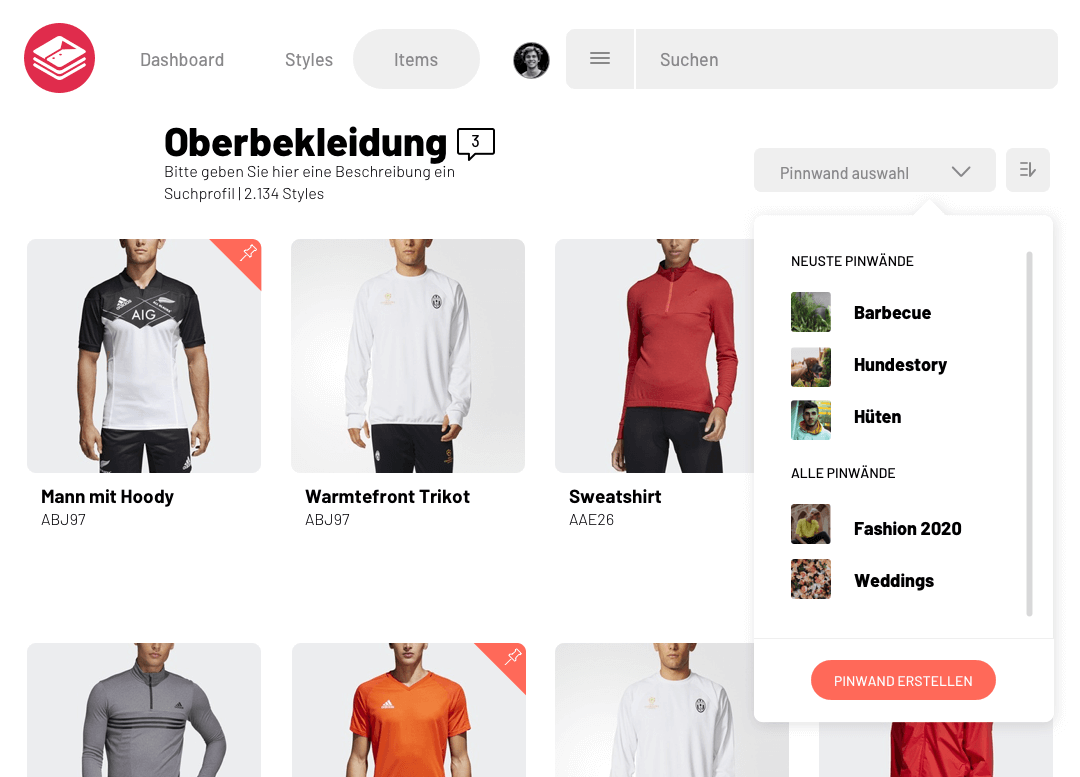 Dashboard
Styles
Items
Suchen
Oberbekleidung
3
Bitte geben Sie hier eine Beschreibung ein
Suchprofil | 2.134 Styles
Pinnwand auswahl
NEUSTE PINWÄNDE
Barbecue
Hundestory
Hüten
ALLE PINWÄNDE
Fashion 2020
Weddings
PINWAND ERSTELLEN
AIG
Mann mit Hoody
ABJ97
Warmtefront Trikot
ABJ97
Sweatshirt
AAE26